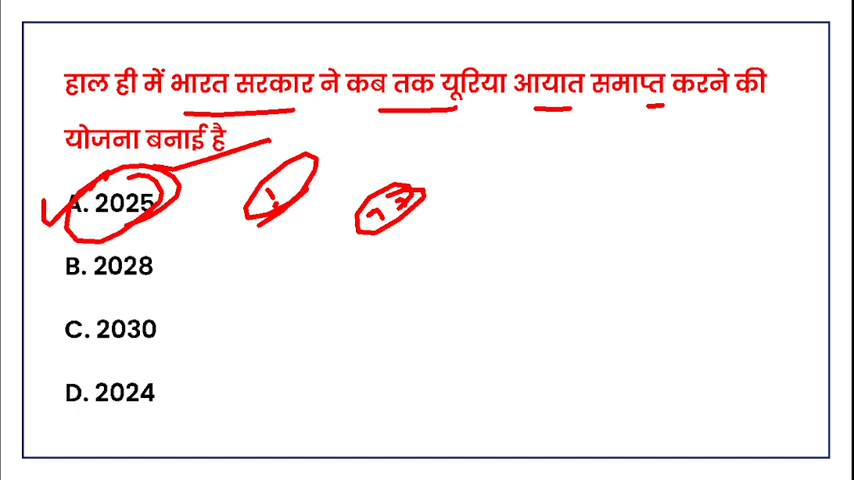 हाल ही में भारत सरकार ने कब तक यूरिया आयात समाप्त करने की
योजना बनाई है
A. 2025
B. 2028
C. 2030
D. 2024